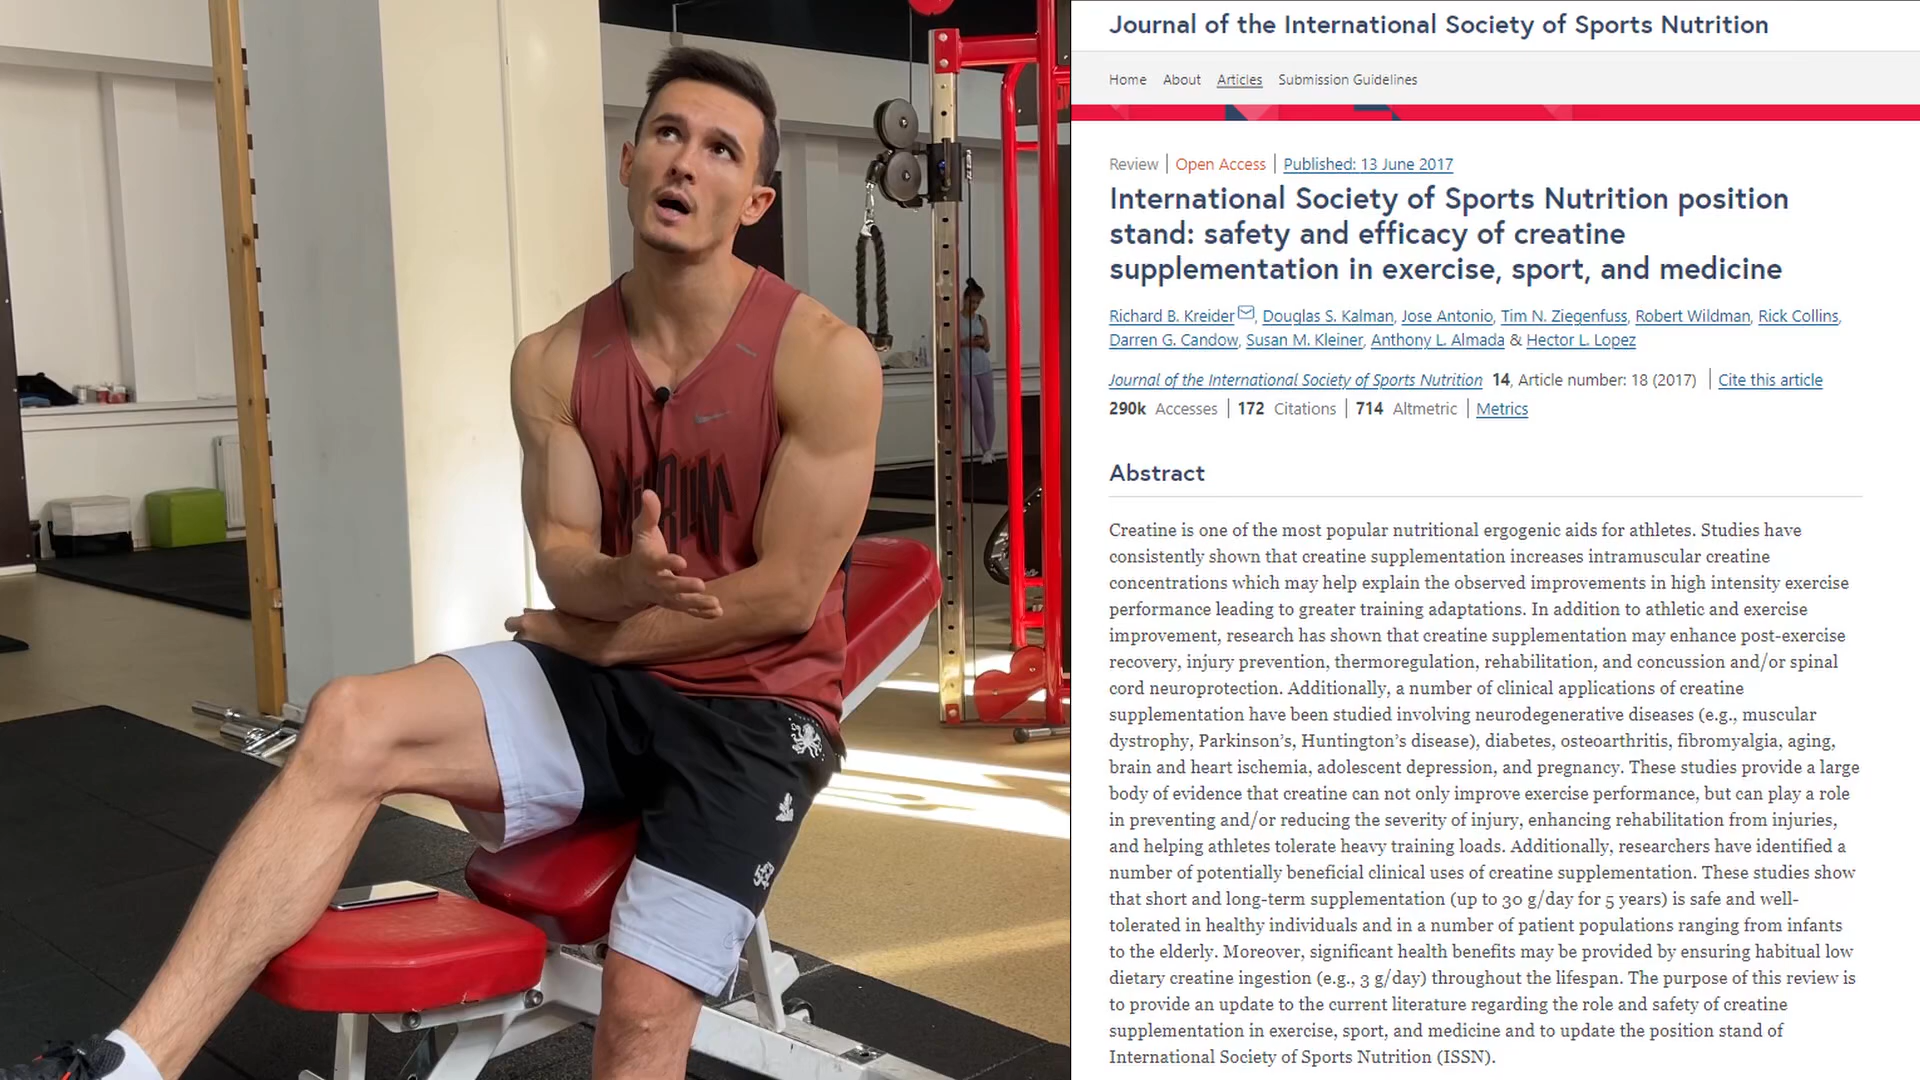 Journal of the International Society of Sports Nutrition
Home About Articles Submission Guidelines
Review | Open Access | Published: 13 June 2017
International Society of Sports Nutrition position
stand: safety and efficacy of creatine
supplementation in exercise, sport, and medicine
Richard B. Kreider, Douglas S. Kalman, Jose Antonio, Tim N. Ziegenfuss, Robert Wildman, Rick Collins,
Darren G. Candow, Susan M. Kleiner, Anthony L. Almada & Hector L. Lopez
Journal of the International Society of Sports Nutrition 14, Article number: 18 (2017) | Cite this article
290k Accesses | 172 Citations | 714 Altmetric | Metrics
Abstract
Creatine is one of the most popular nutritional ergogenic aids for athletes. Studies have
consistently shown that creatine supplementation increases intramuscular creatine
concentrations which may help explain the observed improvements in high intensity exercise
performance leading to greater training adaptations. In addition to athletic and exercise
improvement, research has shown that creatine supplementation may enhance post-exercise
recovery, injury prevention, thermoregulation, rehabilitation, and concussion and/or spinal
cord neuroprotection. Additionally, a number of clinical applications of creatine
supplementation have been studied involving neurodegenerative diseases (e.g., muscular
dystrophy, Parkinson’s, Huntington’s disease), diabetes, osteoarthritis, fibromyalgia, aging,
brain and heart ischemia, adolescent depression, and pregnancy. These studies provide a large
body of evidence that creatine can not only improve exercise performance, but can play a role
in preventing and/or reducing the severity of injury, enhancing rehabilitation from injuries,
and helping athletes tolerate heavy training loads. Additionally, researchers have identified a
number of potentially beneficial clinical uses of creatine supplementation. These studies show
that short and long-term supplementation (up to 30 g/day for 5 years) is safe and well-
tolerated in healthy individuals and in a number of patient populations ranging from infants
to the elderly. Moreover, significant health benefits may be provided by ensuring habitual low
dietary creatine ingestion (e.g., 3 g/day) throughout the lifespan. The purpose of this review is
to provide an update to the current literature regarding the role and safety of creatine
supplementation in exercise, sport, and medicine and to update the position stand of
International Society of Sports Nutrition (ISSN).